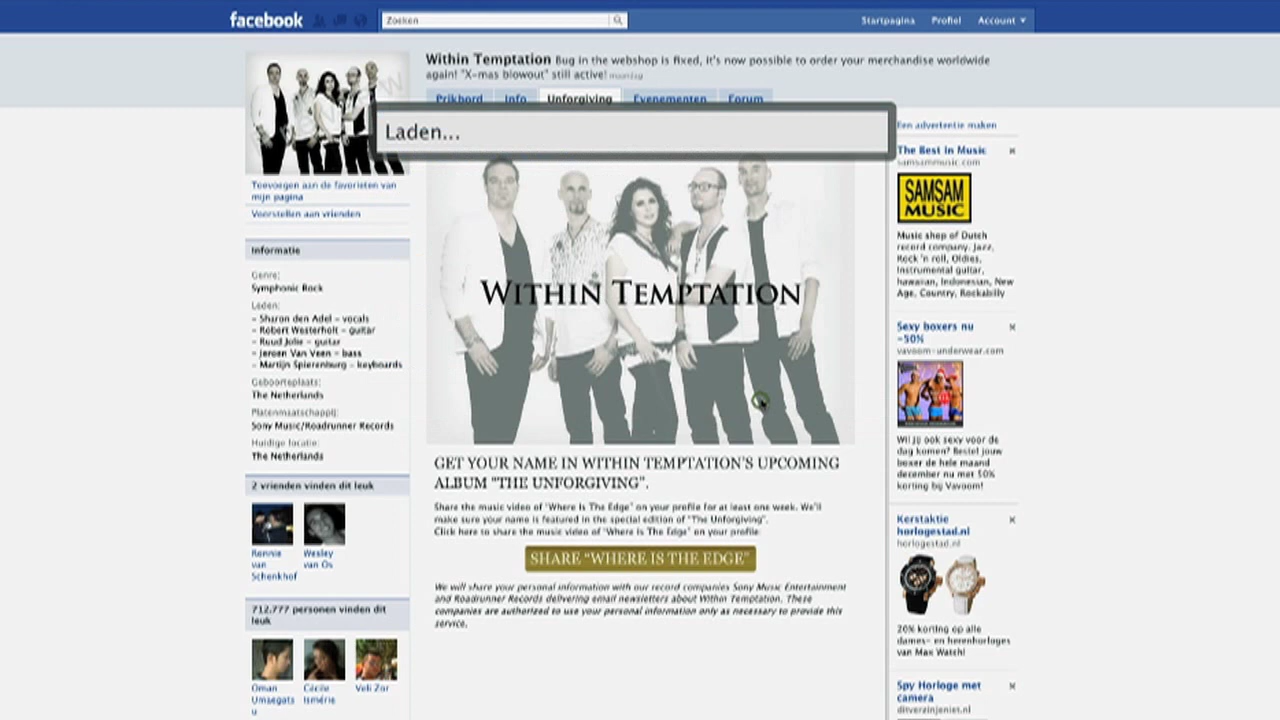 facebook
Zoeken
Startpagina Profiel Account
Within Temptation Bug in the webshop is fixed, it's now possible to order your merchandise worldwide
again! "X-mas blowout" still active! maandag
Prikbord Info Unforgiving Evenementen Forum
Laden...
Toevoegen aan de favorieten van
mijn pagina
Voorstellen aan vrienden
Informatie
Genre:
Symphonic Rock
Leden:
- Sharon den Adel - vocals
- Robert Westerholt - guitar
- Ruud Jolie - guitar
- Jeroen Van Veen - bass
- Martijn Spierenburg - keyboards
Geboorteplaats:
The Netherlands
Platenmaatschappij:
Sony Music/Roadrunner Records
Huidige locatie:
The Netherlands
2 vrienden vinden dit leuk
Ronnie
van
Schenkhof
Wesley
van Os
712.777 personen vinden dit
leuk
Oman
Umsegats
u
Cécile
Ismérie
Veli Zor
WITHIN TEMPTATION
GET YOUR NAME IN WITHIN TEMPTATION'S UPCOMING
ALBUM "THE UNFORGIVING".
Share the music video of "Where Is The Edge" on your profile for at least one week. We'll
make sure your name is featured in the special edition of "The Unforgiving".
Click here to share the music video of "Where Is The Edge" on your profile:
SHARE "WHERE IS THE EDGE"
We will share your personal information with our record companies Sony Music Entertainment
and Roadrunner Records delivering email newsletters about Within Temptation. These
companies are authorized to use your personal information only as necessary to provide this
service.
Een advertentie maken
The Best in Music
samsammusic.com
SAMSAM
MUSIC
Music shop of Dutch
record company. Jazz,
Rock 'n roll, Oldies,
Instrumental guitar,
hawaiian, Indonesian, New
Age, Country, Rockabilly
Sexy boxers nu
-50%
vavoom-underwear.com
Wil jij ook sexy voor de
dag komen? Bestel jouw
boxer de hele maand
december nu met 50%
korting bij Vavoom!
Kerstaktie
horlogestad.nl
horlogestad.nl
20% korting op alle
dames- en herenhorloges
van Max Watch!
Spy Horloge met
camera
ditverzinjeniet.nl